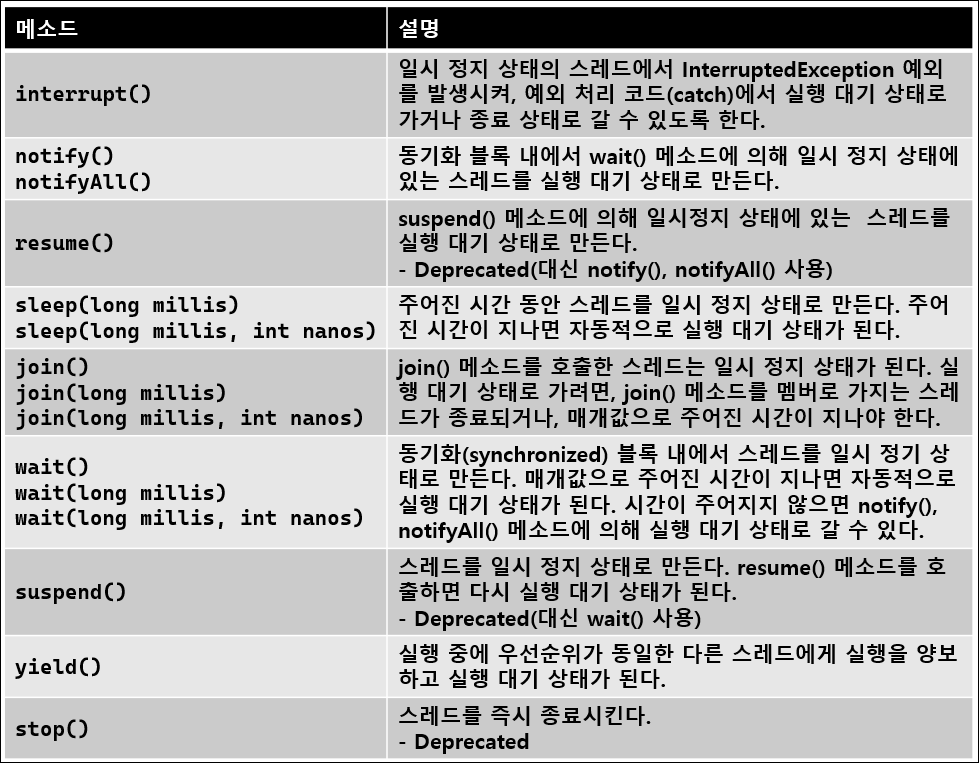 메소드
설명
interrupt()
일시 정지 상태의 스레드에서 InterruptedException 예외
를 발생시켜, 예외 처리 코드(catch)에서 실행 대기 상태로
가거나 종료 상태로 갈 수 있도록 한다.
notify()
notifyAll()
동기화 블록 내에서 wait() 메소드에 의해 일시 정지 상태에
있는 스레드를 실행 대기 상태로 만든다.
resume()
suspend() 메소드에 의해 일시정지 상태에 있는 스레드를
실행 대기 상태로 만든다.
- Deprecated(대신 notify(), notifyAll() 사용)
sleep(long millis)
sleep(long millis, int nanos)
주어진 시간 동안 스레드를 일시 정지 상태로 만든다. 주어
진 시간이 지나면 자동적으로 실행 대기 상태가 된다.
join()
join(long millis)
join(long millis, int nanos)
join() 메소드를 호출한 스레드는 일시 정지 상태가 된다. 실
행 대기 상태로 가려면, join() 메소드를 멤버로 가지는 스레
드가 종료되거나, 매개값으로 주어진 시간이 지나야 한다.
wait()
wait(long millis)
wait(long millis, int nanos)
동기화(synchronized) 블록 내에서 스레드를 일시 정기 상
태로 만든다. 매개값으로 주어진 시간이 지나면 자동적으로
실행 대기 상태가 된다. 시간이 주어지지 않으면 notify(),
notifyAll() 메소드에 의해 실행 대기 상태로 갈 수 있다.
suspend()
스레드를 일시 정지 상태로 만든다. resume() 메소드를 호
출하면 다시 실행 대기 상태가 된다.
- Deprecated(대신 wait() 사용)
yield()
실행 중에 우선순위가 동일한 다른 스레드에게 실행을 양보
하고 실행 대기 상태가 된다.
stop()
스레드를 즉시 종료시킨다.
- Deprecated